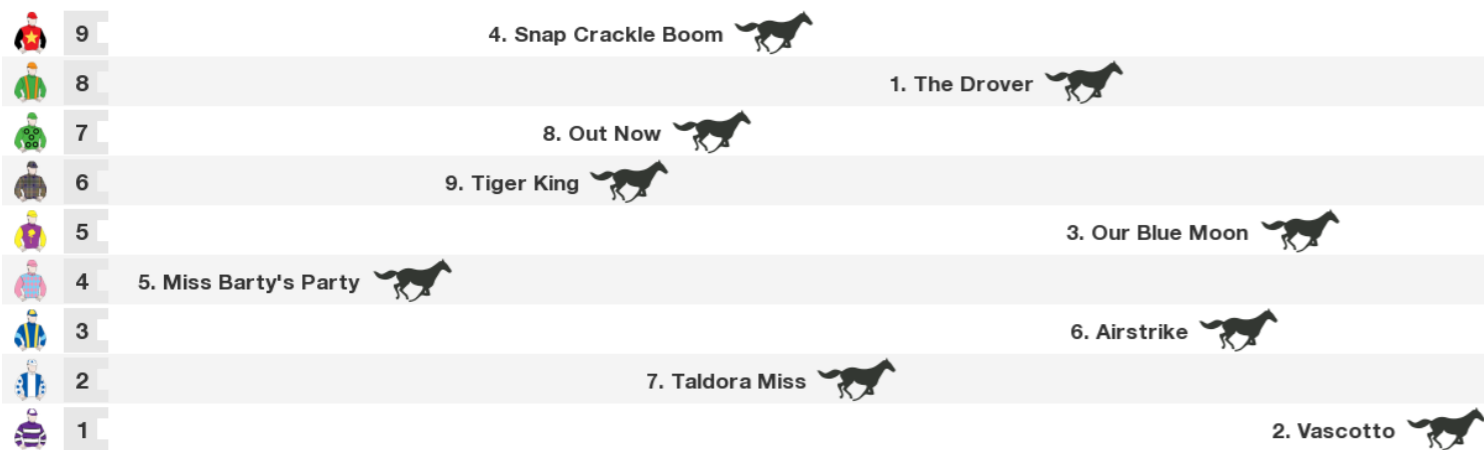 9 4. Snap Crackle Boom
8 1. The Drover
7 8. Out Now
6 9. Tiger King
5 3. Our Blue Moon
4 5. Miss Barty's Party
3 6. Airstrike
2 7. Taldora Miss
1 2. Vascotto